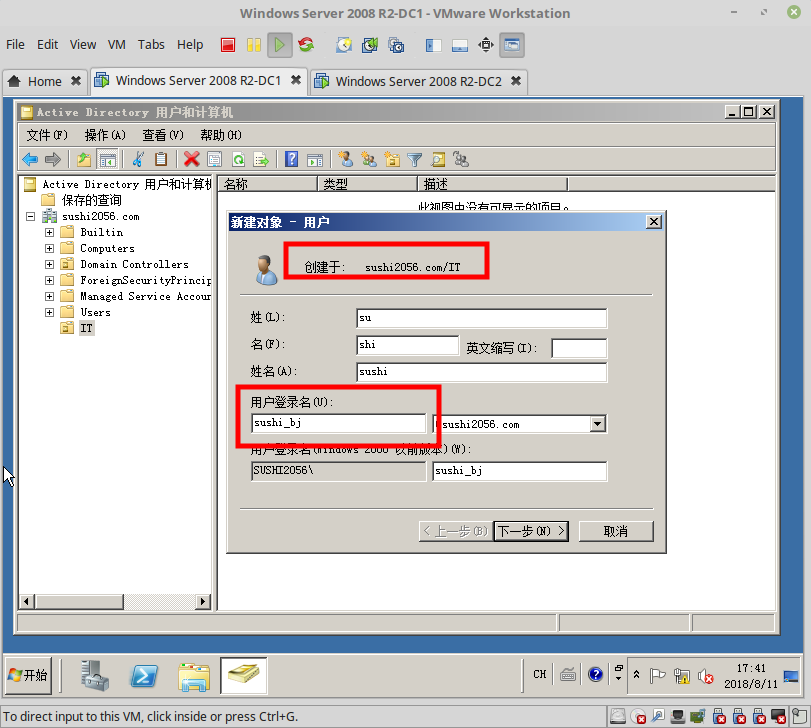 Windows Server 2008 R2-DC1 - VMware Workstation
File Edit View VM Tabs Help
Home Windows Server 2008 R2-DC1 Windows Server 2008 R2-DC2
Active Directory 用户和计算机
文件(F) 操作(A) 查看(V) 帮助(H)
Active Directory 用户和计算机
保存的查询
sushi2056.com
Builtin
Computers
Domain Controllers
ForeignSecurityPrincip
Managed Service Accour
Users
IT
名称 类型 描述
此视图中没有可显示的项目。
新建对象 - 用户
创建于: sushi2056.com/IT
姓(L): su
名(F): shi 英文缩写(I):
姓名(A): sushi
用户登录名(U):
sushi_bj @sushi2056.com
用户登录名(Windows 2000 以前版本)(W):
SUSHI2056\ sushi_bj
< 上一步(B) 下一步(N) > 取消
开始 CH 17:41
2018/8/11
To direct input to this VM, click inside or press Ctrl+G.